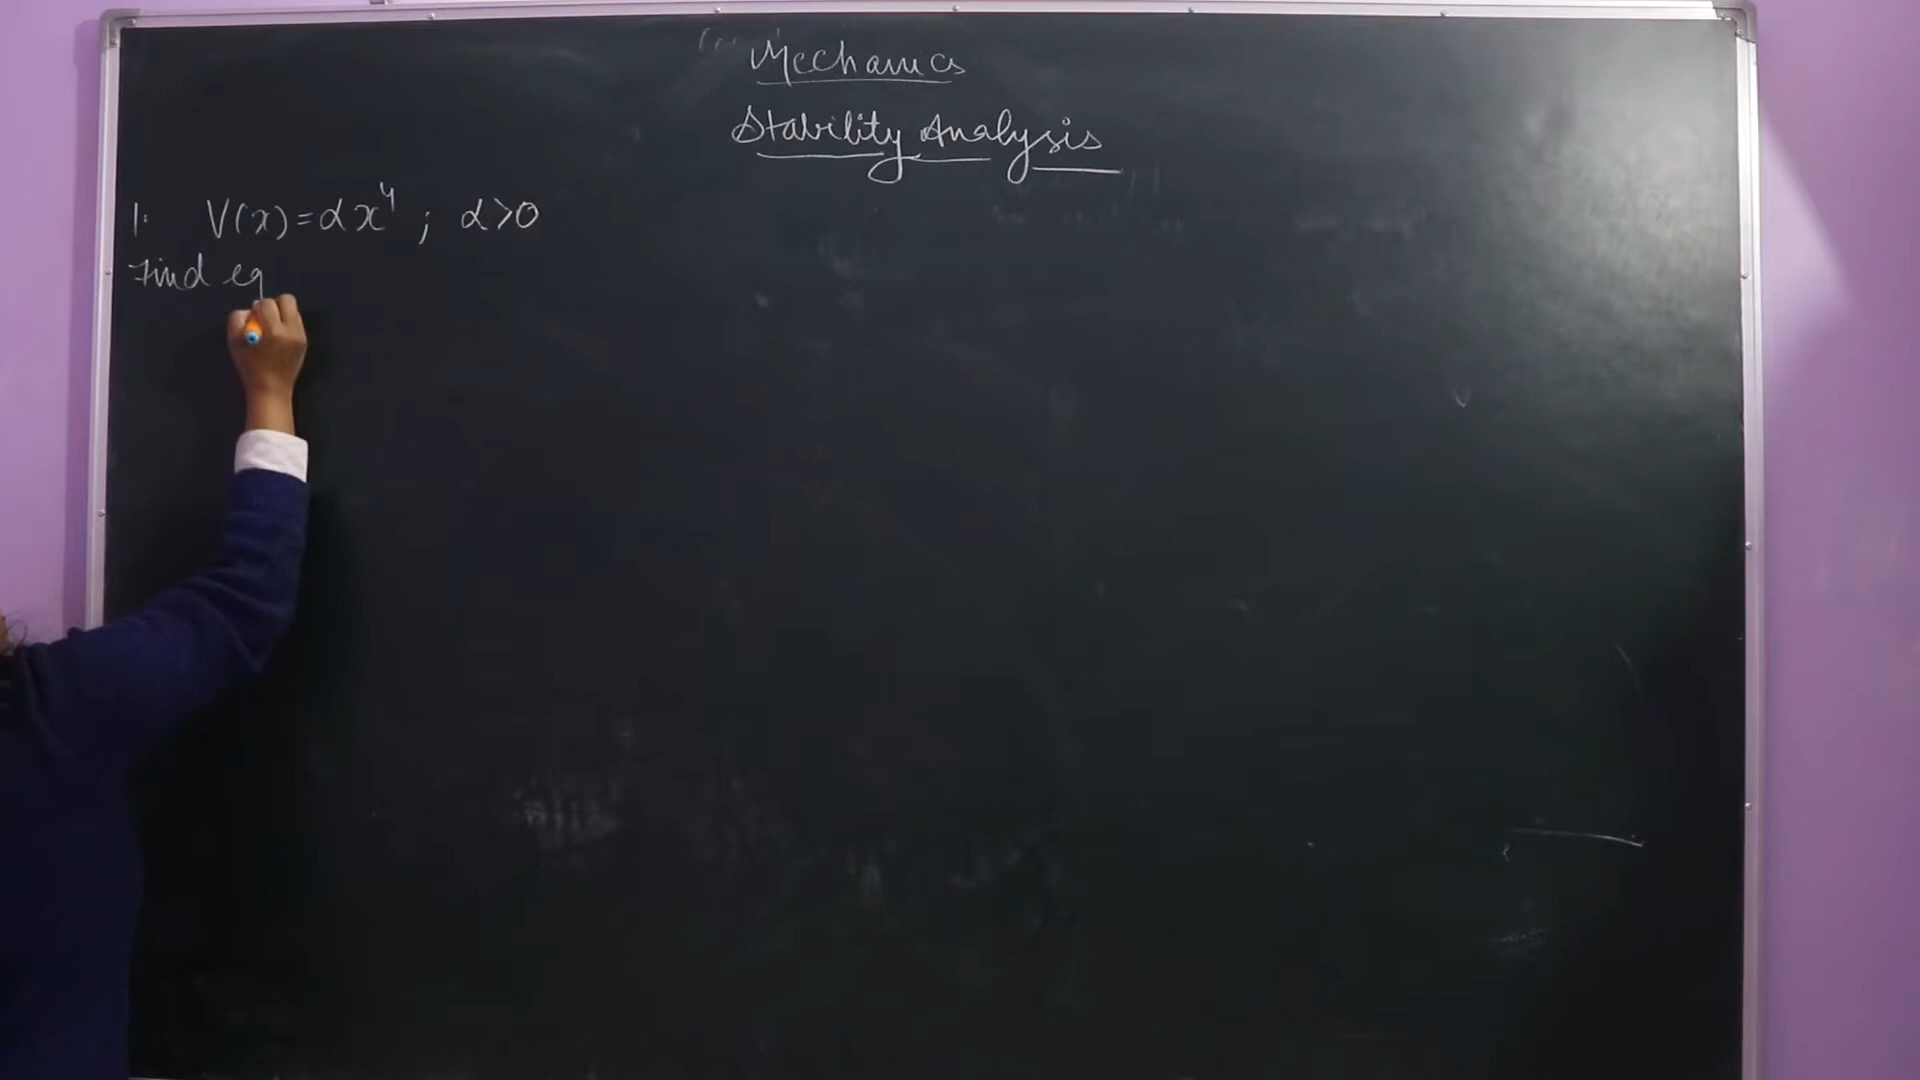 Mechanics
Stability Analysis
1. V(x) = αx⁴ ; α>0
Find eq